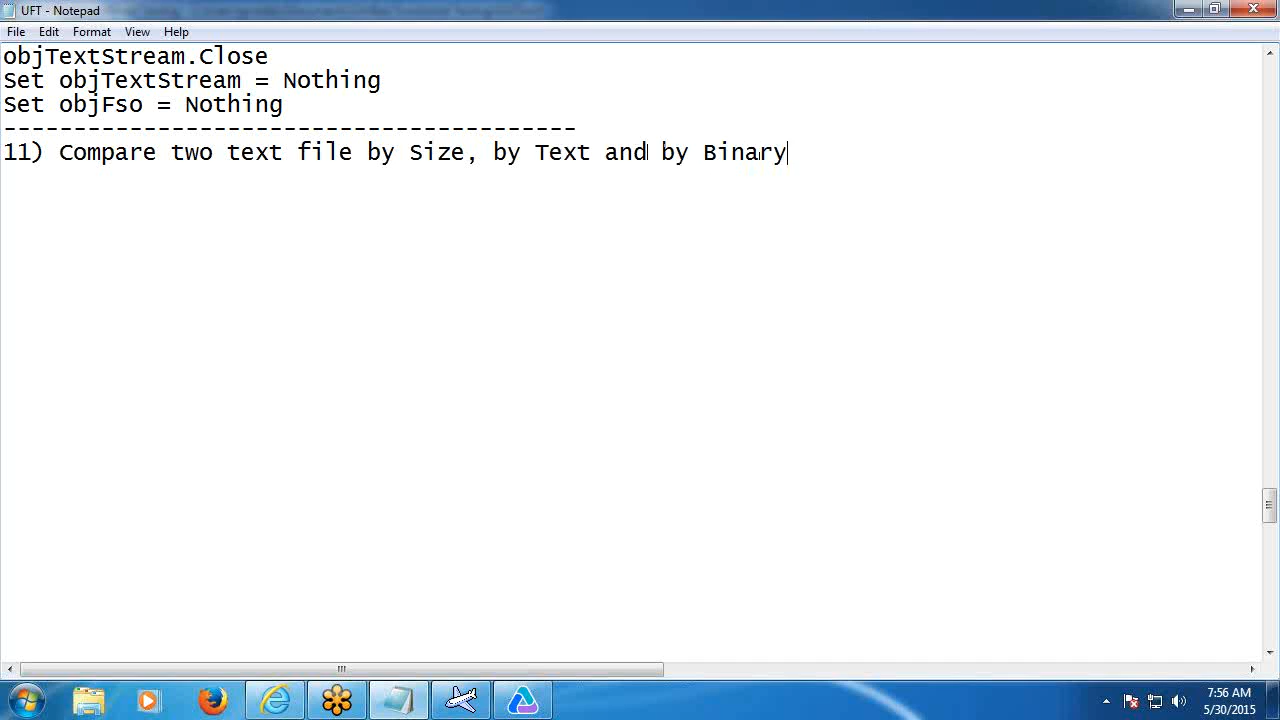 UFT - Notepad
File Edit Format View Help
objTextStream.Close
Set objTextStream = Nothing
Set objFso = Nothing
-----------------------------------------
11) Compare two text file by Size, by Text and by Binary
7:56 AM
5/30/2015